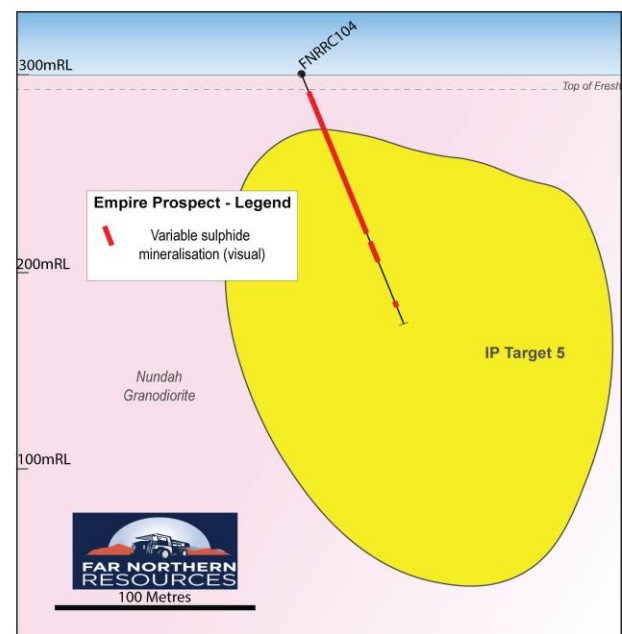 FNRRC104
300mRL
Top of Fresh
Empire Prospect - Legend
Variable sulphide
mineralisation (visual)
200mRL
IP Target 5
Nundah
Granodiorite
100mRL
FAR NORTHERN
RESOURCES
100 Metres